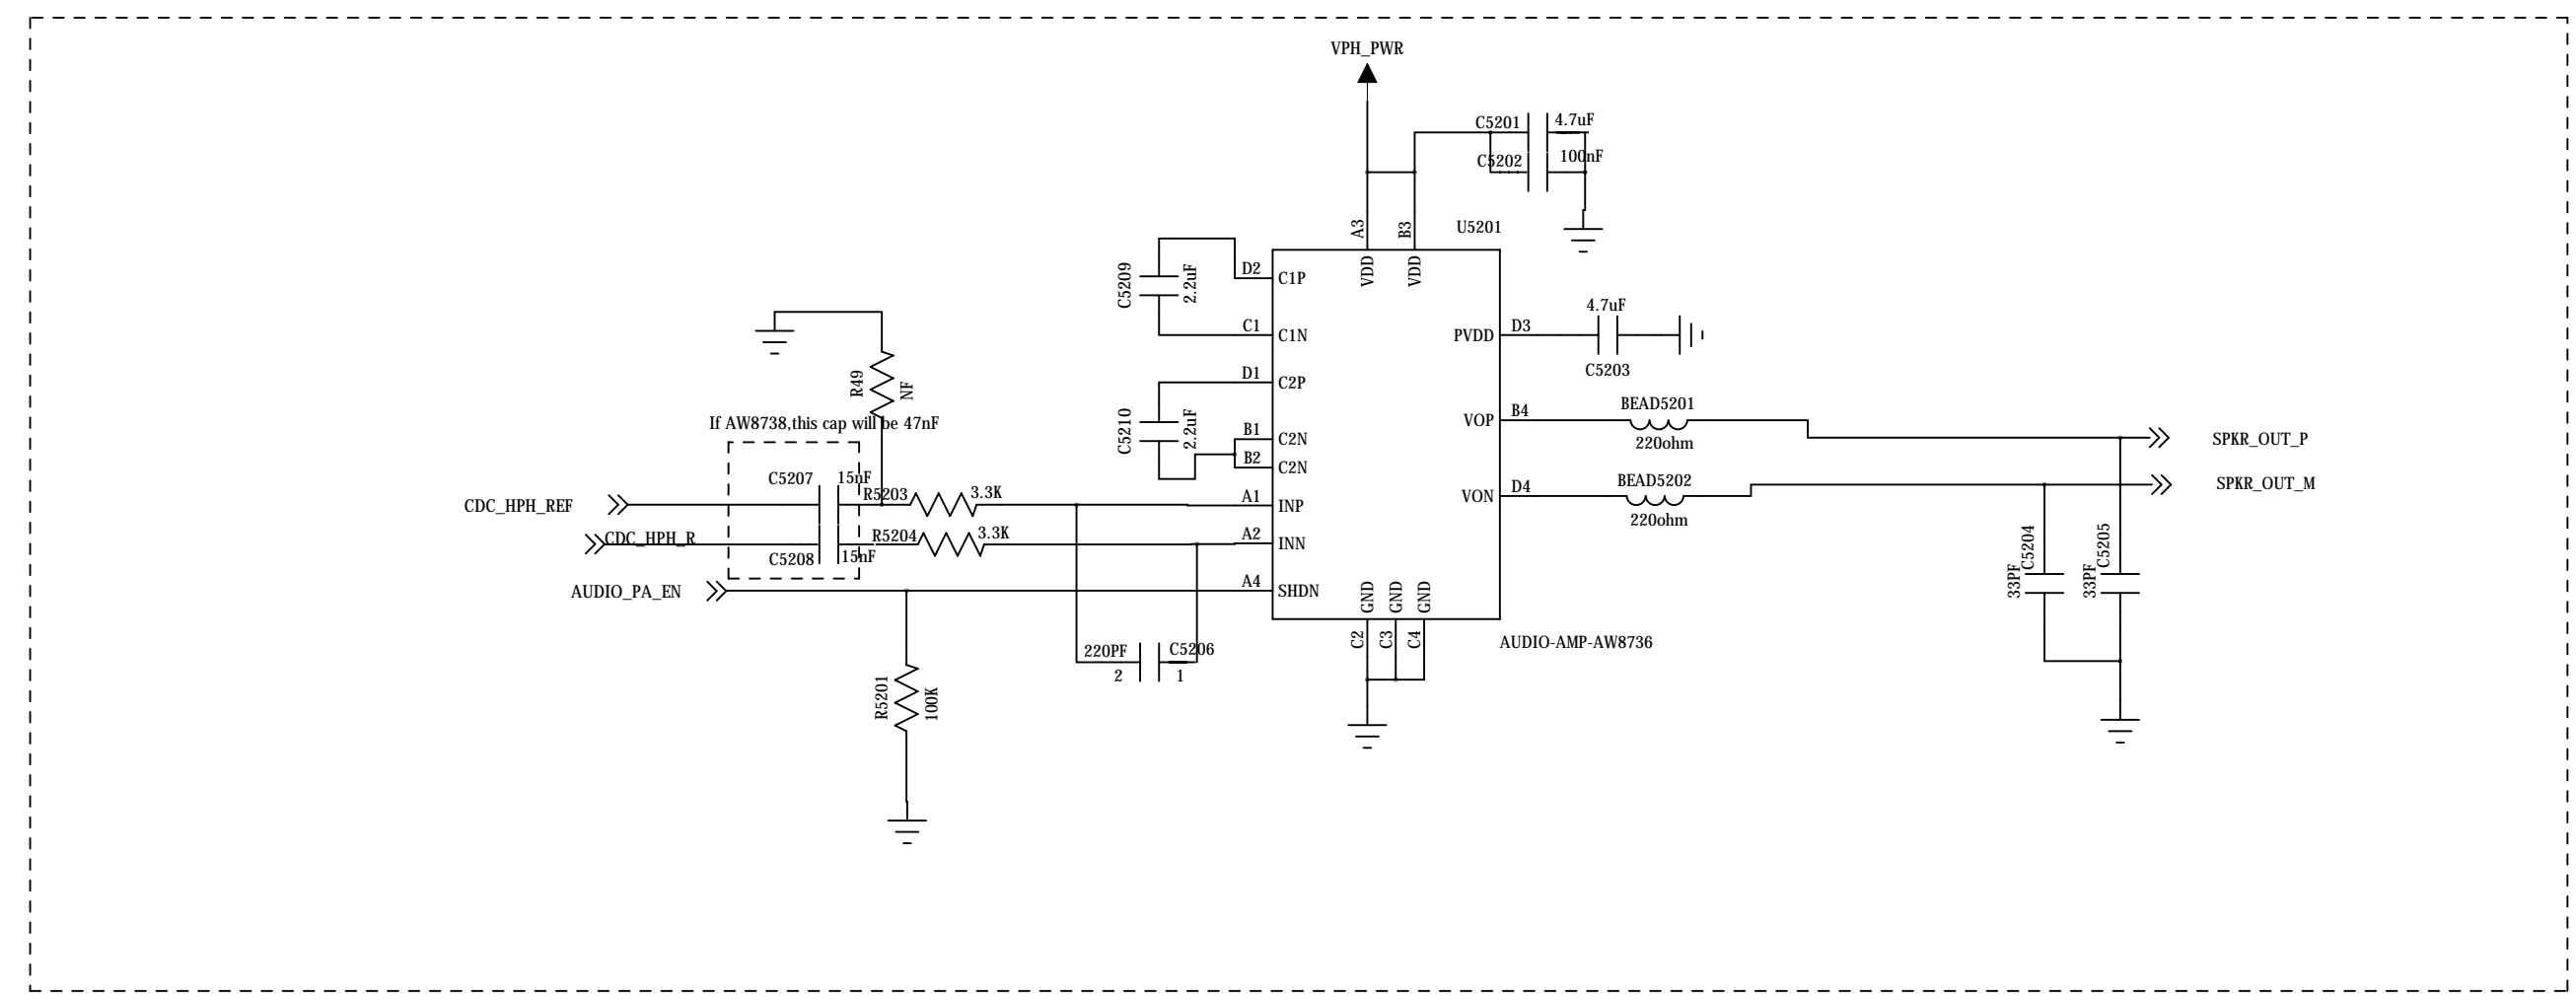 VPH_PWR
C5201
4.7uF
C5202
100nF
A3
B3
U5201
VDD
VDD
C5209
2.2uF
D2
C1P
C1
C1N
D1
C2P
C5210
2.2uF
B1
C2N
B2
C2N
4.7uF
PVDD
D3
C5203
BEAD5201
VOP
B4
220ohm
SPKR_OUT_P
BEAD5202
VON
D4
220ohm
SPKR_OUT_M
R49
NF
If AW8738,this cap will be 47nF
C5207
15nF
R5203
3.3K
CDC_HPH_REF
A1
INP
CDC_HPH_R
R5204
3.3K
A2
INN
C5208
15nF
AUDIO_PA_EN
A4
SHDN
GND
GND
GND
C2
C3
C4
AUDIO-AMP-AW8736
33PF
C5204
33PF
C5205
220PF
C5206
2
1
R5201
100K